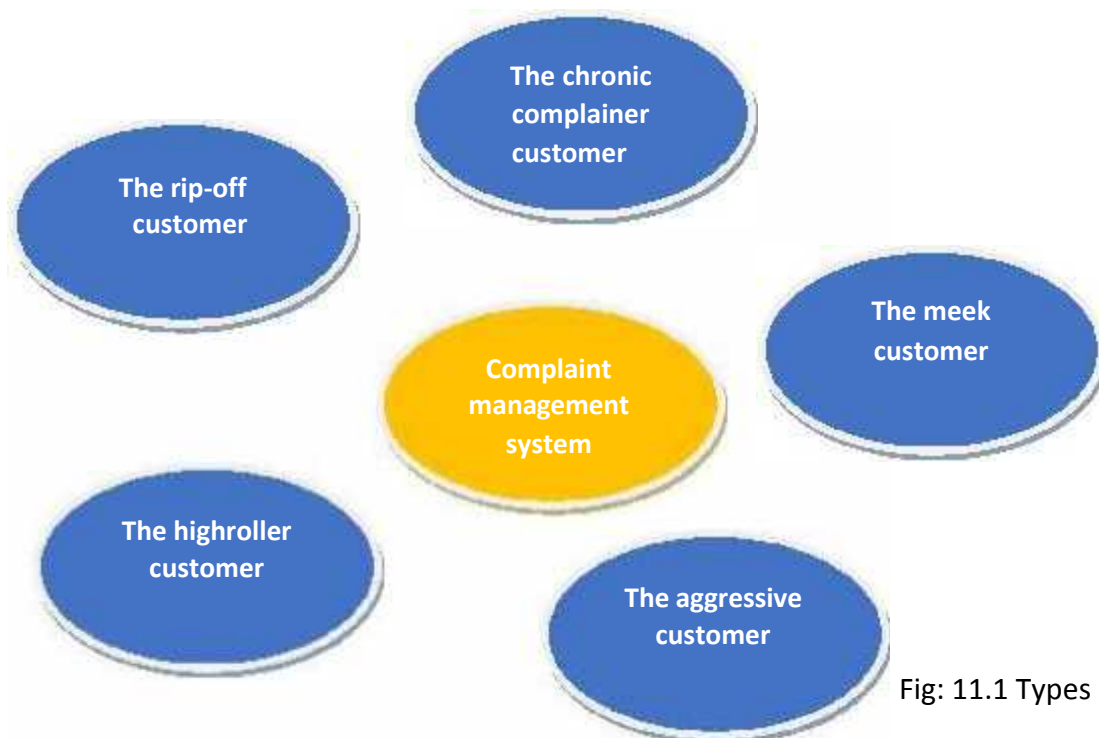 The chronic
complainer
customer
The rip-off
customer
The meek
customer
Complaint
management
system
The highroller
customer
The aggressive
customer
Fig: 11.1 Types